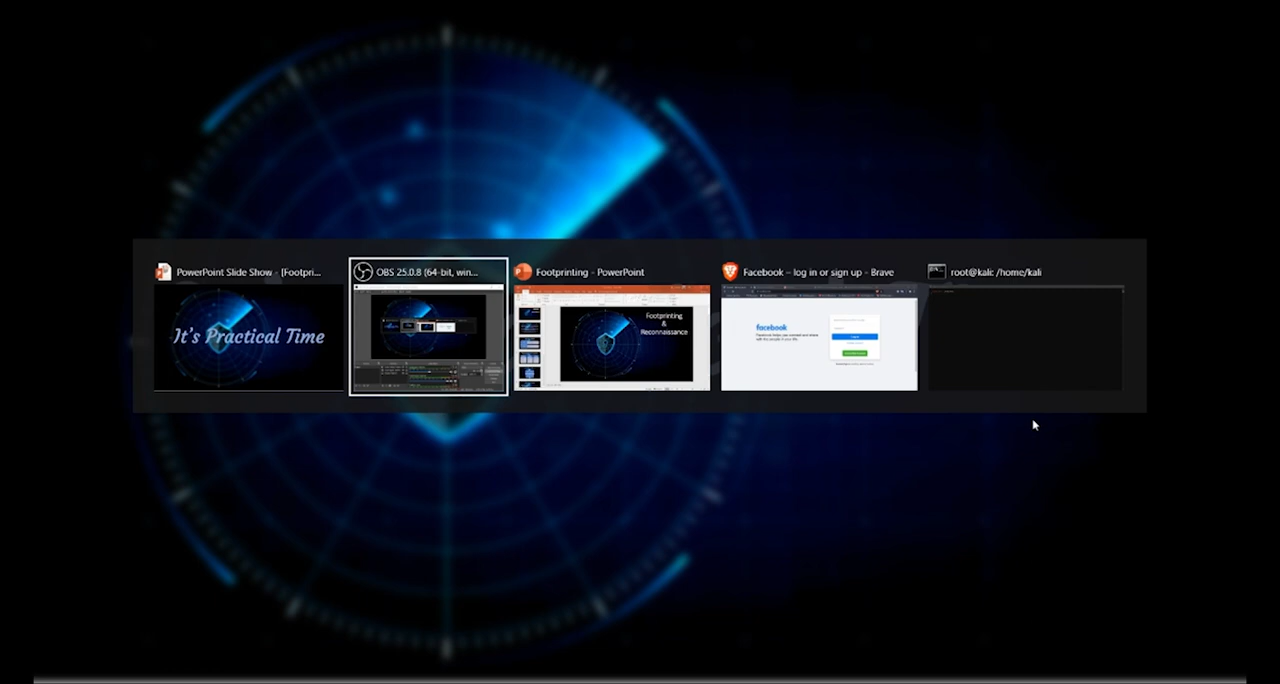 PowerPoint Slide Show - [Footpri...
OBS 25.0.8 (64-bit, win...
Footprinting - PowerPoint
Facebook – log in or sign up - Brave
root@kali: /home/kali
It's Practical Time
Footprinting
&
Reconnaissance
facebook